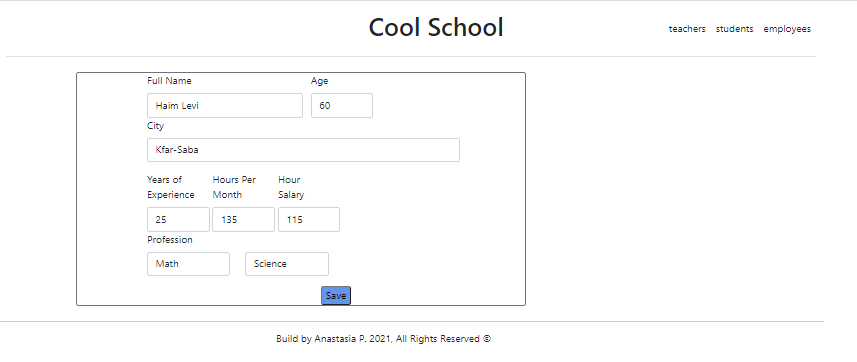 Cool School
teachers students employees
Full Name Age
Haim Levi 60
City
Kfar-Saba
Years of Hours Per Hour
Experience Month Salary
25 135 115
Profession
Math Science
Save
Build by Anastasia P. 2021, All Rights Reserved ©